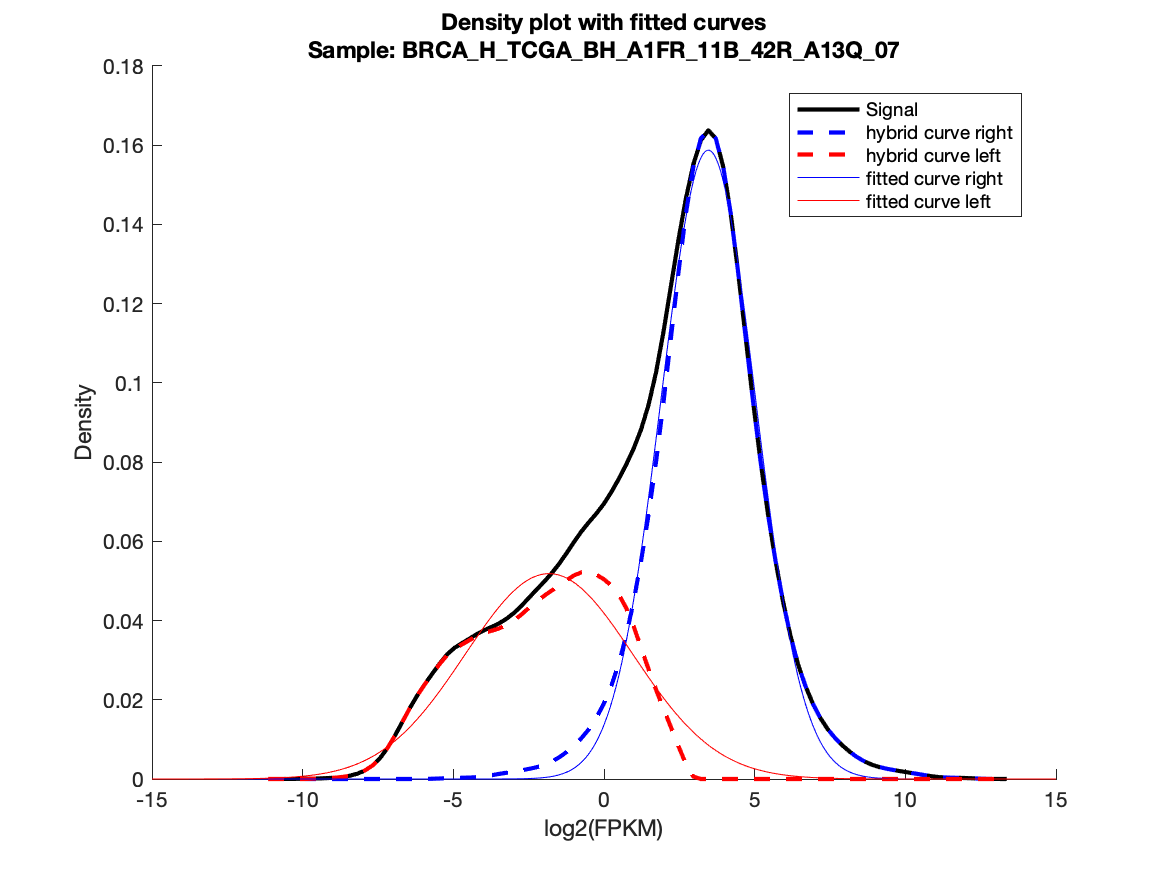 Density plot with fitted curves
Sample: BRCA_H_TCGA_BH_A1FR_11B_42R_A13Q_07
0.18
0.16
0.14
0.12
0.1
0.08
0.06
0.04
0.02
0
Density
Signal
hybrid curve right
hybrid curve left
fitted curve right
fitted curve left
-15 -10 -5 0 5 10 15
log2(FPKM)